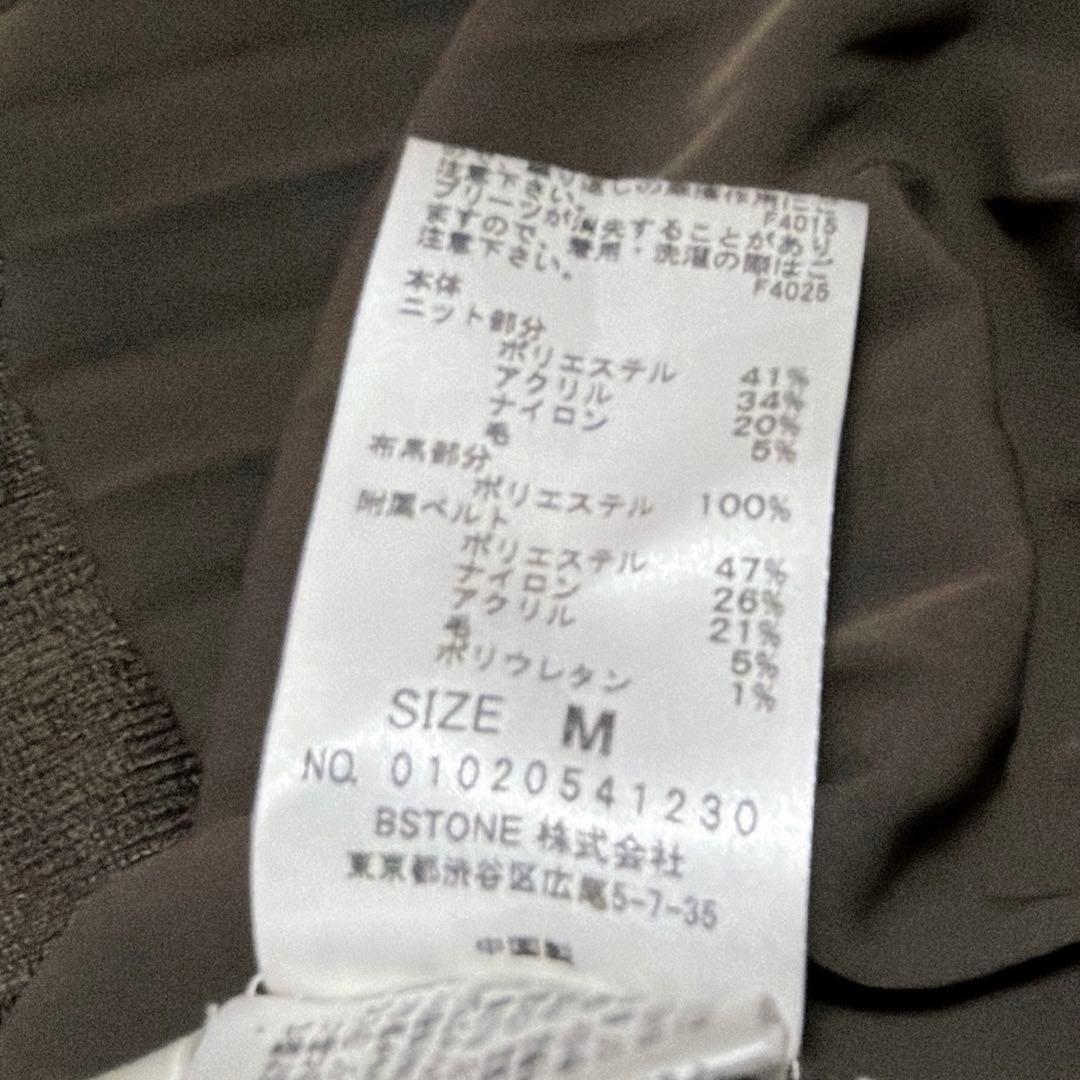 注意下さい。
F4015
プリーツが消失することがあり
ますので、着用・洗濯の際はご
注意下さい。
F4025
本体
ニット部分
ポリエステル 41%
アクリル 34%
ナイロン 20%
毛 5%
布帛部分
ポリエステル 100%
附属ベルト
ポリエステル 47%
ナイロン 26%
アクリル 21%
毛 5%
ポリウレタン 1%
SIZE M
NO. 01020541230
BSTONE 株式会社
東京都渋谷区広尾5-7-35
中国製